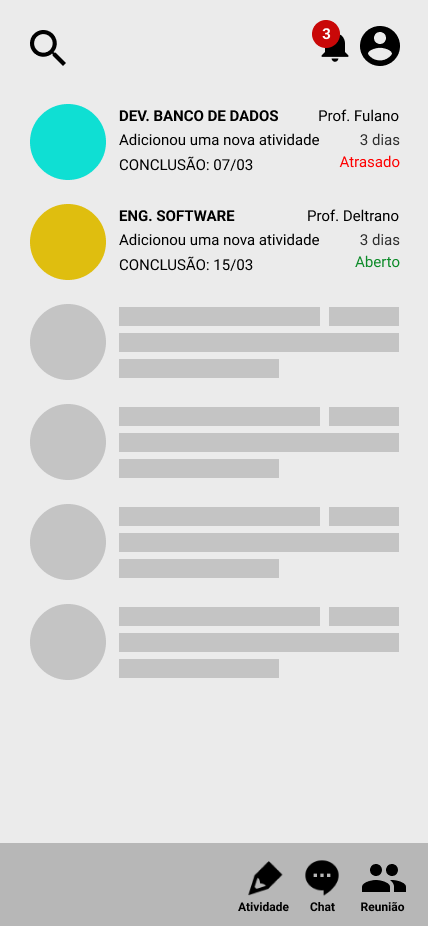 3
DEV. BANCO DE DADOS Prof. Fulano
Adicionou uma nova atividade 3 dias
CONCLUSÃO: 07/03 Atrasado
ENG. SOFTWARE Prof. Deltrano
Adicionou uma nova atividade 3 dias
CONCLUSÃO: 15/03 Aberto
Atividade Chat Reunião